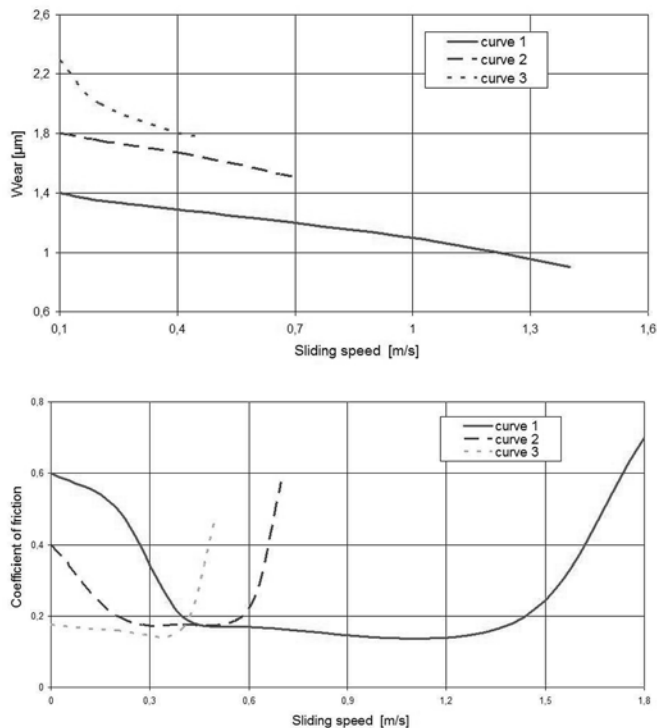 2,6
2,2
1,8
1,4
1
0,6
Wear [µm]
curve 1
curve 2
curve 3
0,1 0,4 0,7 1 1,3 1,6
Sliding speed [m/s]
0,8
0,6
0,4
0,2
0
Coefficient of friction
curve 1
curve 2
curve 3
0 0,3 0,6 0,9 1,2 1,5 1,8
Sliding speed [m/s]